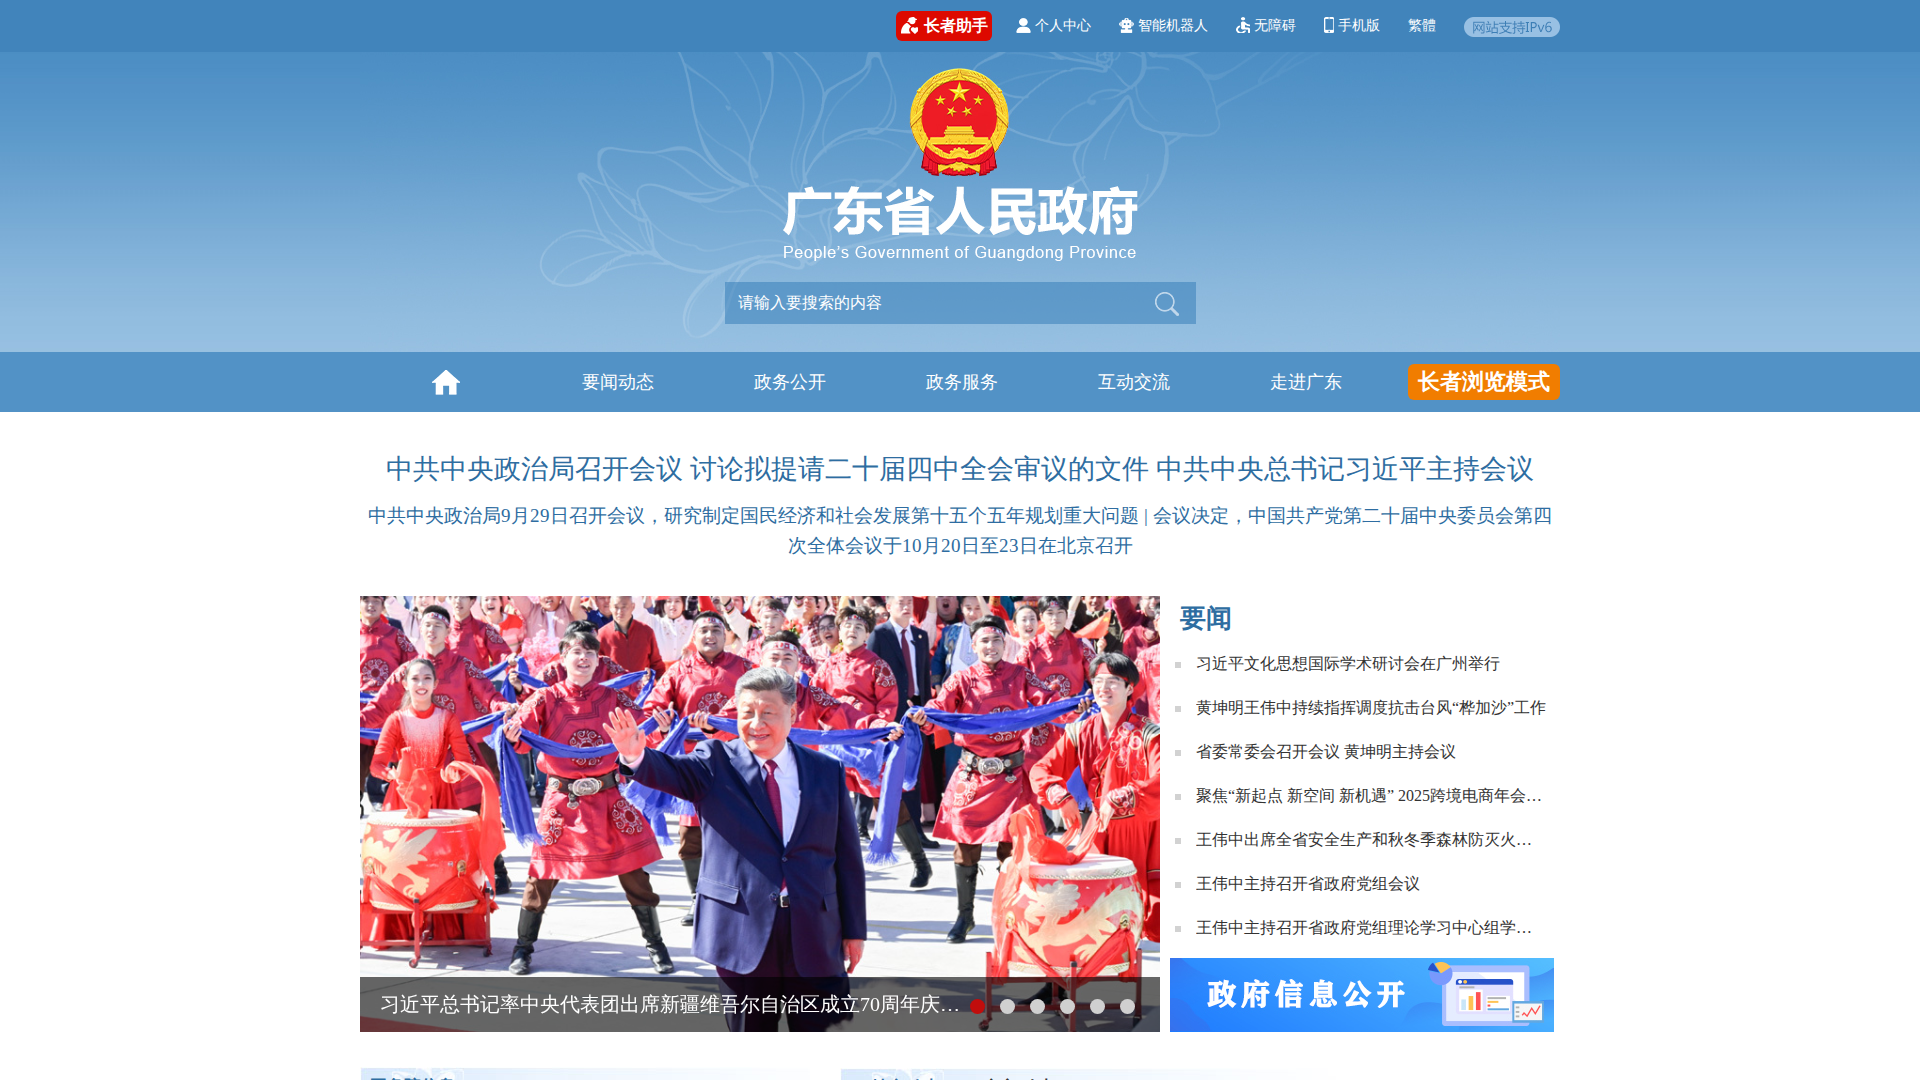 长者助手 个人中心 智能机器人 无障碍 手机版 繁體 网站支持IPv6
广东省人民政府
People's Government of Guangdong Province
请输入要搜索的内容
要闻动态 政务公开 政务服务 互动交流 走进广东 长者浏览模式
中共中央政治局召开会议 讨论拟提请二十届四中全会审议的文件 中共中央总书记习近平主持会议
中共中央政治局9月29日召开会议，研究制定国民经济和社会发展第十五个五年规划重大问题 | 会议决定，中国共产党第二十届中央委员会第四
次全体会议于10月20日至23日在北京召开
习近平总书记率中央代表团出席新疆维吾尔自治区成立70周年庆…
要闻
习近平文化思想国际学术研讨会在广州举行
黄坤明王伟中持续指挥调度抗击台风“桦加沙”工作
省委常委会召开会议 黄坤明主持会议
聚焦“新起点 新空间 新机遇” 2025跨境电商年会…
王伟中出席全省安全生产和秋冬季森林防灭火…
王伟中主持召开省政府党组会议
王伟中主持召开省政府党组理论学习中心组学…
政府信息公开